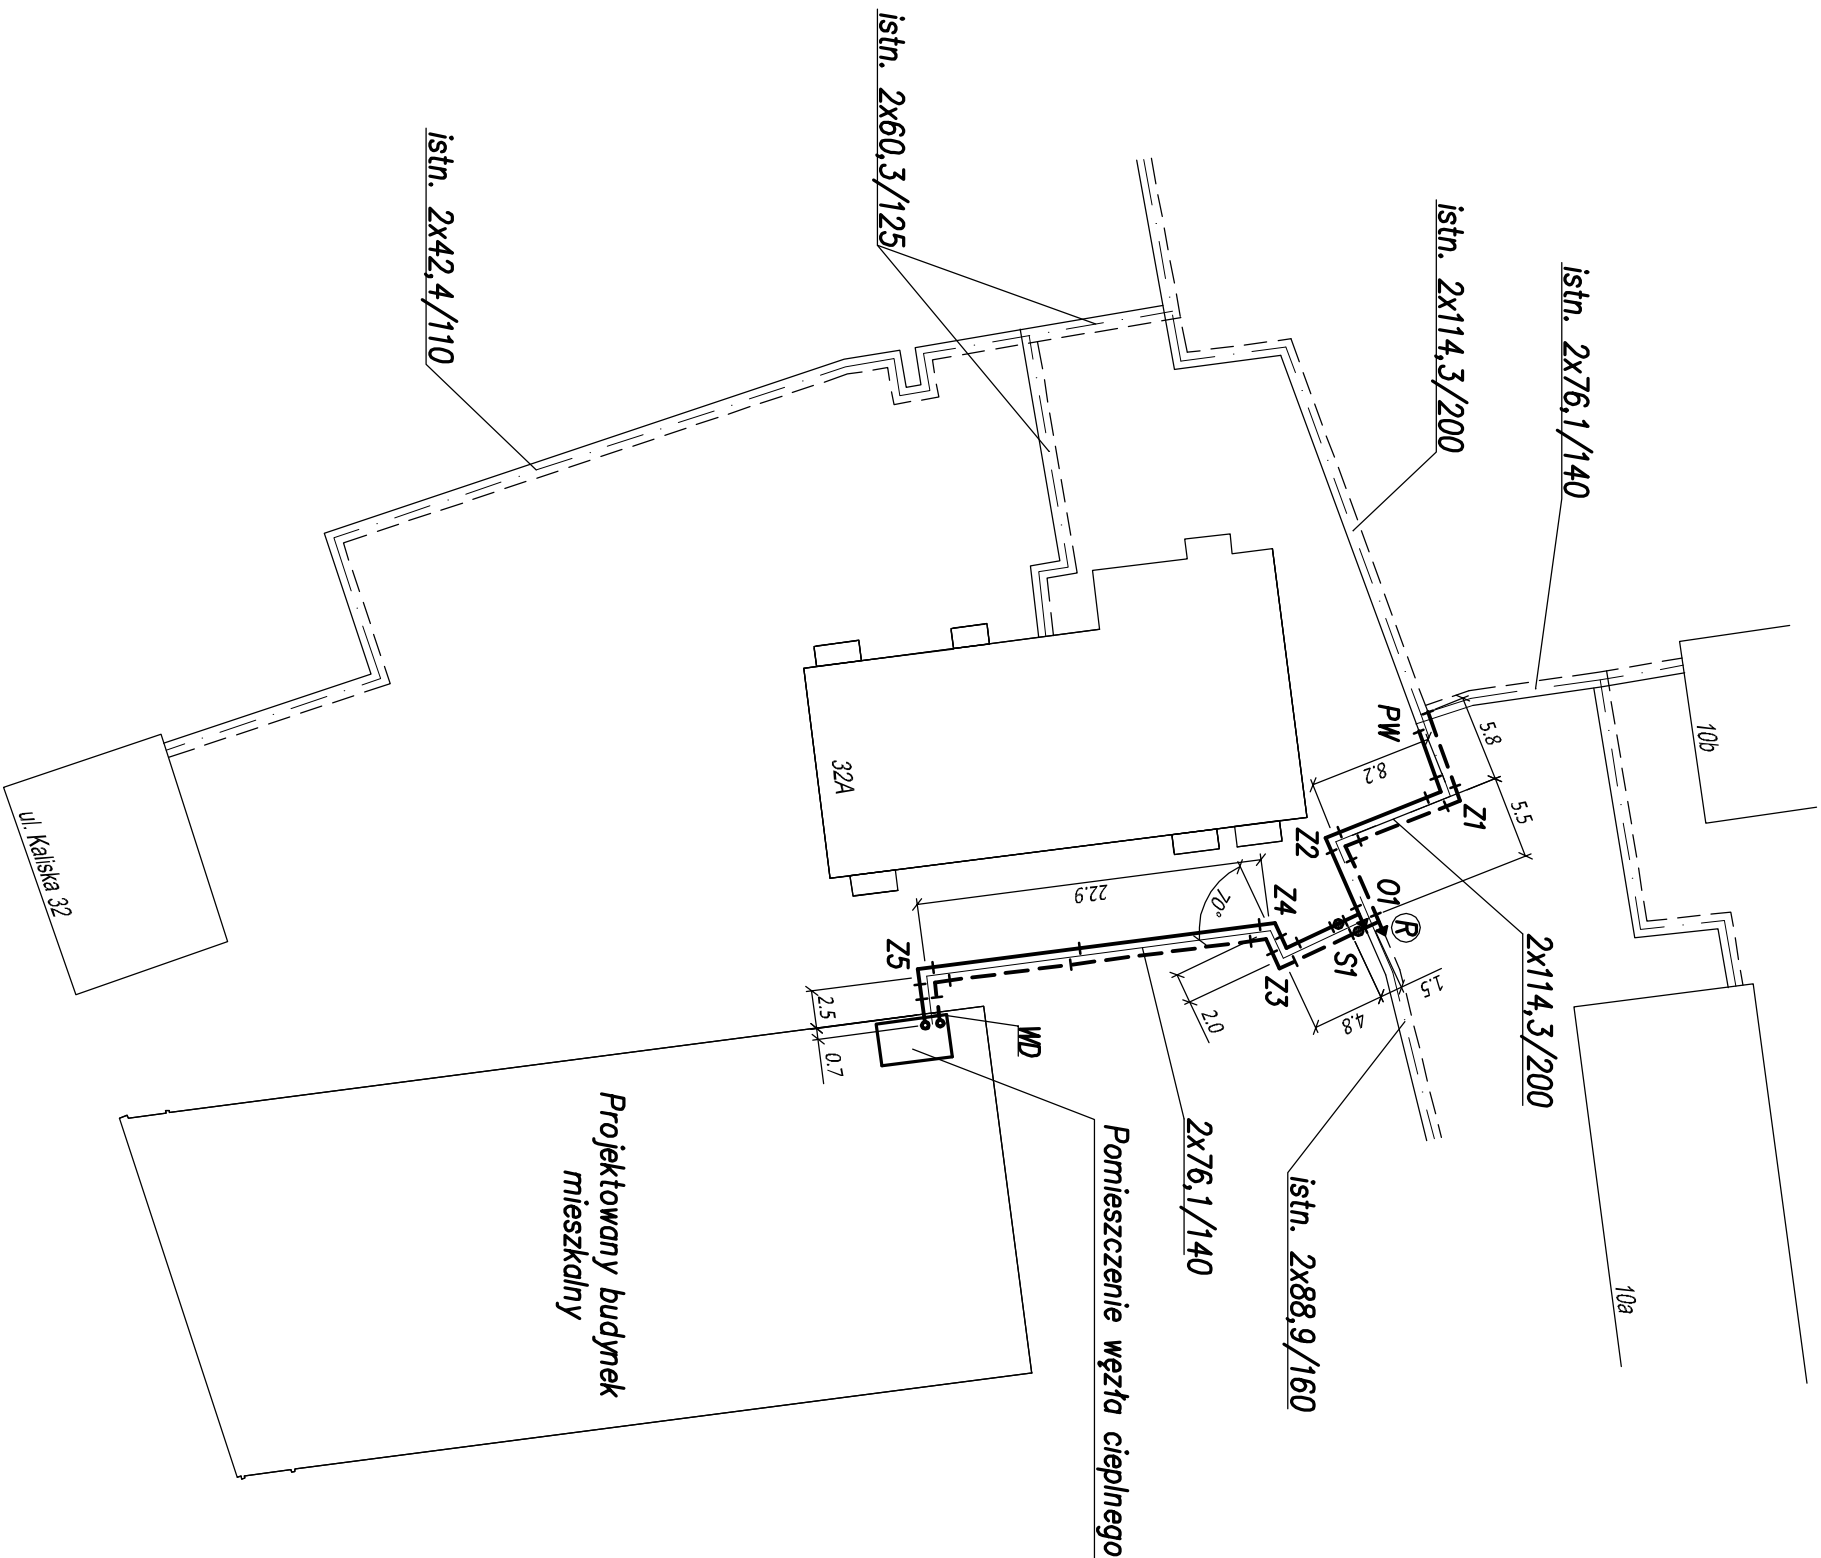 istn. 2x76,1/140
istn. 2x114,3/200
istn. 2x60,3/125
istn. 2x42,4/110
10b
10a
5.8
5.5
8.2
PW
Z1
Z2
O1
R
S1
1.5
4.8
2.0
Z3
Z4
70°
22.9
Z5
2.5
0.7
WD
32A
ul. Kaliska 32
2x114,3/200
istn. 2x88,9/160
2x76,1/140
Pomieszczenie węzła cieplnego
Projektowany budynek
mieszkalny